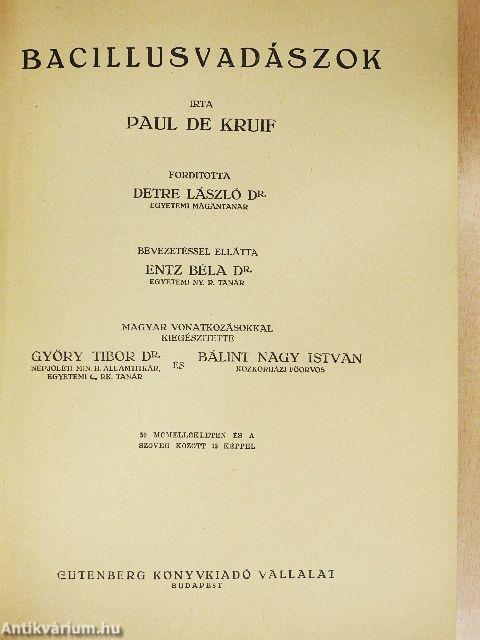 BACILLUSVADÁSZOK
IRTA
PAUL DE KRUIF
FORDITOTTA
DETRE LÁSZLÓ DR.
EGYETEMI MAGÁNTANÁR
BEVEZETÉSSEL ELLÁTTA
ENTZ BÉLA DR.
EGYETEMI NY. R. TANÁR
MAGYAR VONATKOZÁSOKKAL
KIEGÉSZITETTE
GYŐRY TIBOR DR.
NÉPJÓLÉTI MIN. H. ÁLLAMTITKÁR,
EGYETEMI C. RK. TANÁR
ÉS
BÁLINT NAGY ISTVÁN
KÖZKÓRHÁZI FŐORVOS
50 MŰMELLÉKLETEN ÉS A
SZÖVEG KÖZÖTT 13 KÉPPEL
GUTENBERG KÖNYVKIADÓ VÁLLALAT
BUDAPEST
Antikvárium.hu